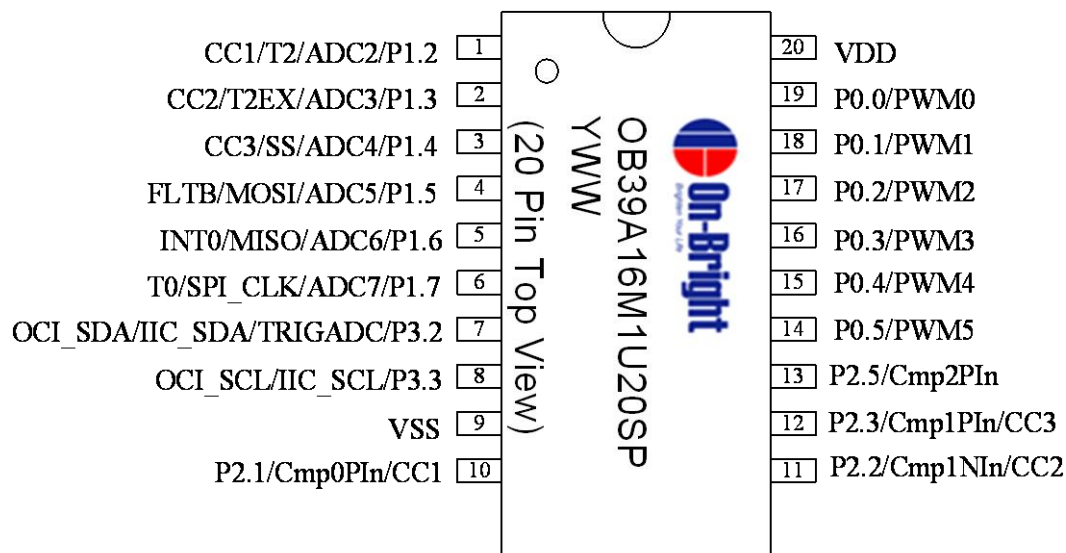 CC1/T2/ADC2/P1.2 1
CC2/T2EX/ADC3/P1.3 2
CC3/SS/ADC4/P1.4 3
FLTB/MOSI/ADC5/P1.5 4
INT0/MISO/ADC6/P1.6 5
T0/SPI_CLK/ADC7/P1.7 6
OCI_SDA/IIC_SDA/TRIGADC/P3.2 7
OCI_SCL/IIC_SCL/P3.3 8
VSS 9
P2.1/Cmp0PIn/CC1 10
On-Bright
Brighten Your Life
OB39A16M1U20SP
YWW
(20 Pin Top View)
20 VDD
19 P0.0/PWM0
18 P0.1/PWM1
17 P0.2/PWM2
16 P0.3/PWM3
15 P0.4/PWM4
14 P0.5/PWM5
13 P2.5/Cmp2PIn
12 P2.3/Cmp1PIn/CC3
11 P2.2/Cmp1NIn/CC2